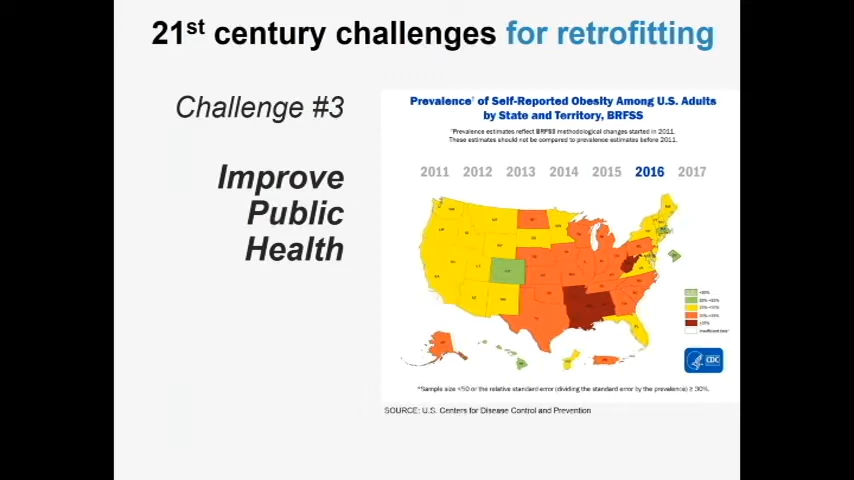 21st century challenges for retrofitting
Challenge #3
Improve
Public
Health
Prevalence† of Self-Reported Obesity Among U.S. Adults
by State and Territory, BRFSS
†Prevalence estimates reflect BRFSS methodological changes started in 2011.
These estimates should not be compared to prevalence estimates before 2011.
2011 2012 2013 2014 2015 2016 2017
CDC
*Sample size <50 or the relative standard error (dividing the standard error by the prevalence) ≥ 30%.
SOURCE: U.S. Centers for Disease Control and Prevention